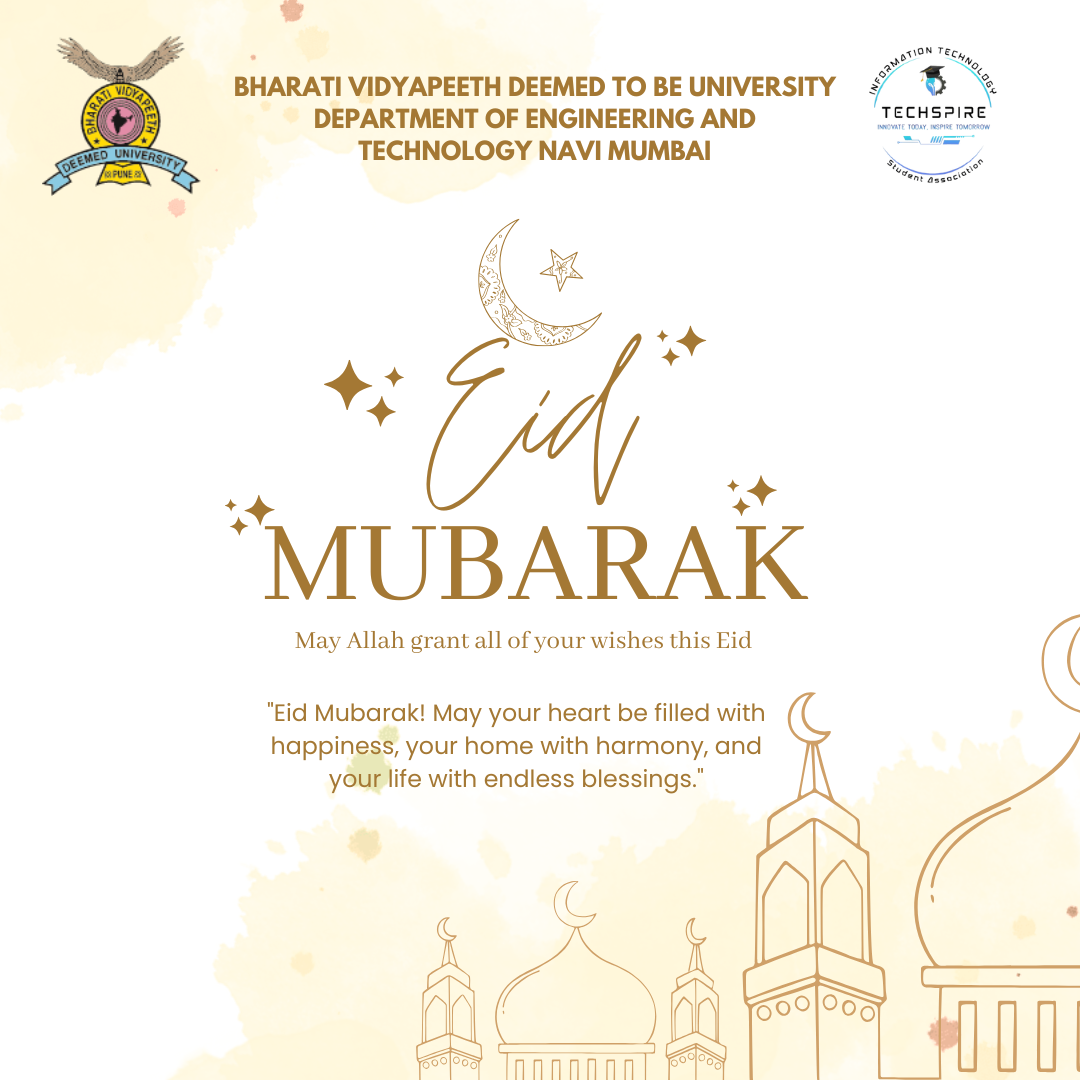 BHARATI VIDYAPEETH
DEEMED UNIVERSITY
PUNE
BHARATI VIDYAPEETH DEEMED TO BE UNIVERSITY
DEPARTMENT OF ENGINEERING AND
TECHNOLOGY NAVI MUMBAI
INFORMATION TECHNOLOGY
TECHSPIRE
INNOVATE TODAY, INSPIRE TOMORROW
Student Association
Eid
MUBARAK
May Allah grant all of your wishes this Eid
"Eid Mubarak! May your heart be filled with
happiness, your home with harmony, and
your life with endless blessings."